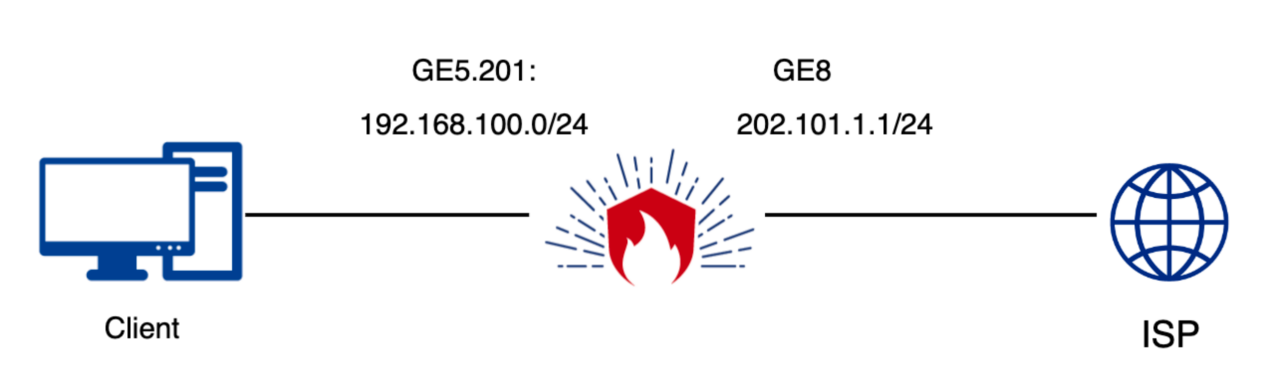 GE5.201:
192.168.100.0/24
GE8
202.101.1.1/24
Client
ISP